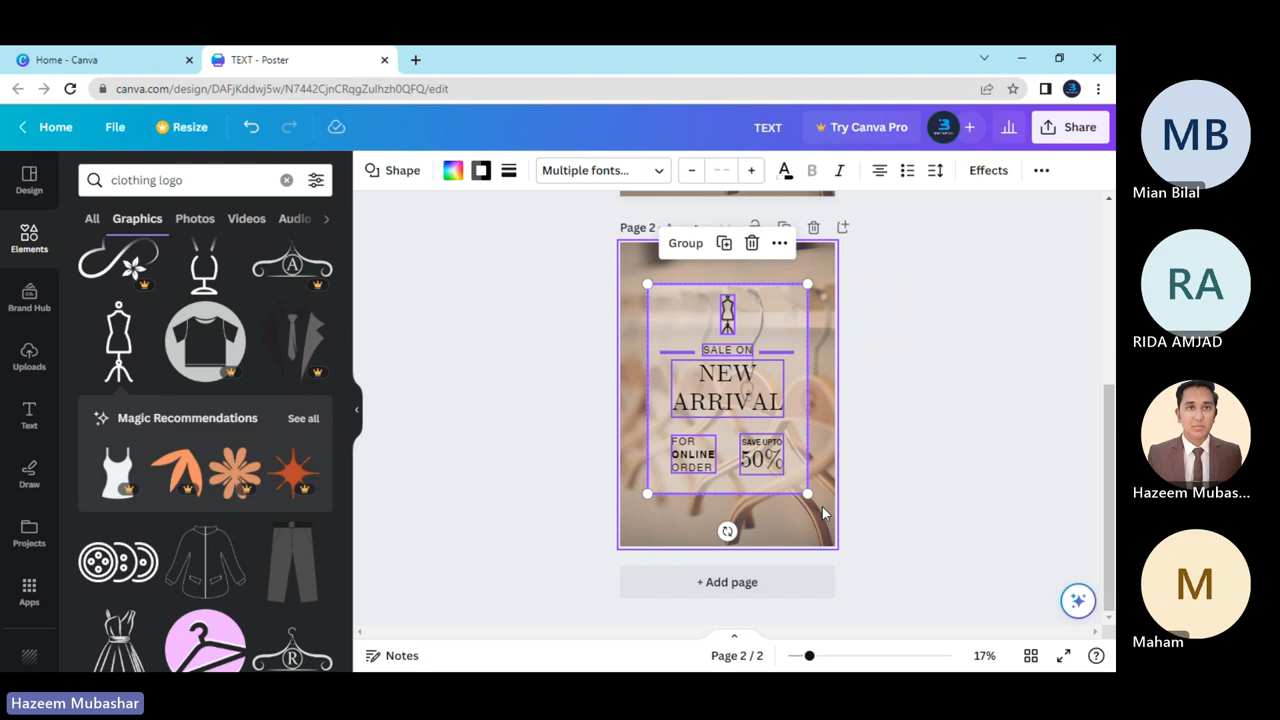 Home - Canva
TEXT - Poster
canva.com/design/DAFjKddwj5w/N7442CjnCRqgZulhzh0QFQ/edit
Home
File
Resize
TEXT
Try Canva Pro
Share
Design
Elements
Brand Hub
Uploads
Text
Draw
Projects
Apps
clothing logo
All
Graphics
Photos
Videos
Audio
A
Magic Recommendations
See all
R
Shape
Multiple fonts...
A
B
I
Effects
Page 2
Group
SALE ON
NEW
ARRIVAL
FOR
ONLINE
ORDER
SAVE UPTO
50%
+ Add page
Notes
Page 2 / 2
17%
MB
Mian Bilal
RA
RIDA AMJAD
Hazeem Mubas...
M
Maham
Hazeem Mubashar